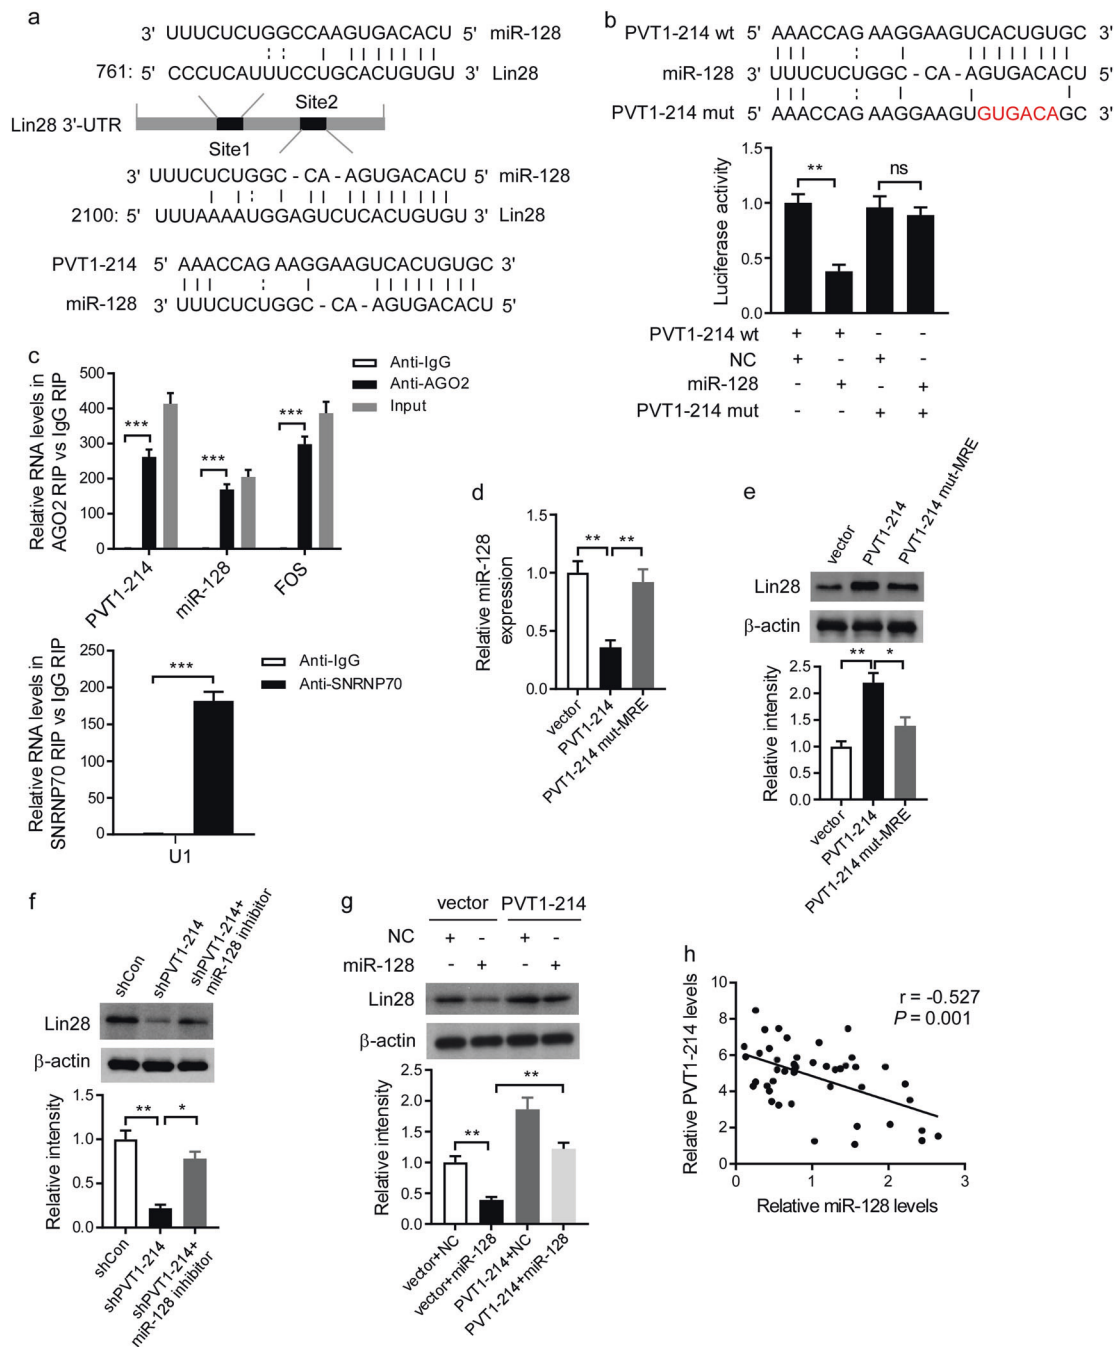 a
3' UUUCUCUGGCCAAGUGACACU 5' miR-128
761: 5' CCCUCAUUUCCUGCACUGUGU 3' Lin28
Site2
Lin28 3'-UTR
Site1
3' UUUCUCUGGC - CA - AGUGACACU 5' miR-128
2100: 5' UUUAAAAUGGAGUCUCACUGUGU 3' Lin28
PVT1-214 5' AAACCAG AAGGAAGUCACUGUGC 3'
miR-128 3' UUUCUCUGGC - CA - AGUGACACU 5'
b
PVT1-214 wt 5' AAACCAG AAGGAAGUCACUGUGC 3'
miR-128 3' UUUCUCUGGC - CA - AGUGACACU 5'
PVT1-214 mut 5' AAACCAG AAGGAAGUGUGACAGC 3'
Luciferase activity
1.5
1.0
0.5
0.0
** ns
PVT1-214 wt + + - -
NC + - + -
miR-128 - + - +
PVT1-214 mut - - + +
c
Anti-IgG
Anti-AGO2
Input
Relative RNA levels in
AGO2 RIP vs IgG RIP
500
400
300
200
100
0
*** *** ***
PVT1-214 miR-128 FOS
Anti-IgG
Anti-SNRNP70
Relative RNA levels in
SNRNP70 RIP vs IgG RIP
250
200
150
100
50
0
***
U1
d
Relative miR-128
expression
1.5
1.0
0.5
0.0
** **
vector PVT1-214 PVT1-214 mut-MRE
e
vector PVT1-214 PVT1-214 mut-MRE
Lin28
β-actin
Relative intensity
2.5
2.0
1.5
1.0
0.5
0.0
** *
vector PVT1-214 PVT1-214 mut-MRE
f
shCon shPVT1-214 shPVT1-214+
miR-128 inhibitor
Lin28
β-actin
Relative intensity
1.5
1.0
0.5
0.0
** *
shCon shPVT1-214 shPVT1-214+
miR-128 inhibitor
g
vector PVT1-214
NC + - + -
miR-128 - + - +
Lin28
β-actin
Relative intensity
2.5
2.0
1.5
1.0
0.5
0.0
** **
vector+NC vector+miR-128 PVT1-214+NC PVT1-214+miR-128
h
Relative PVT1-214 levels
10
8
6
4
2
0
r = -0.527
P = 0.001
0 1 2 3
Relative miR-128 levels